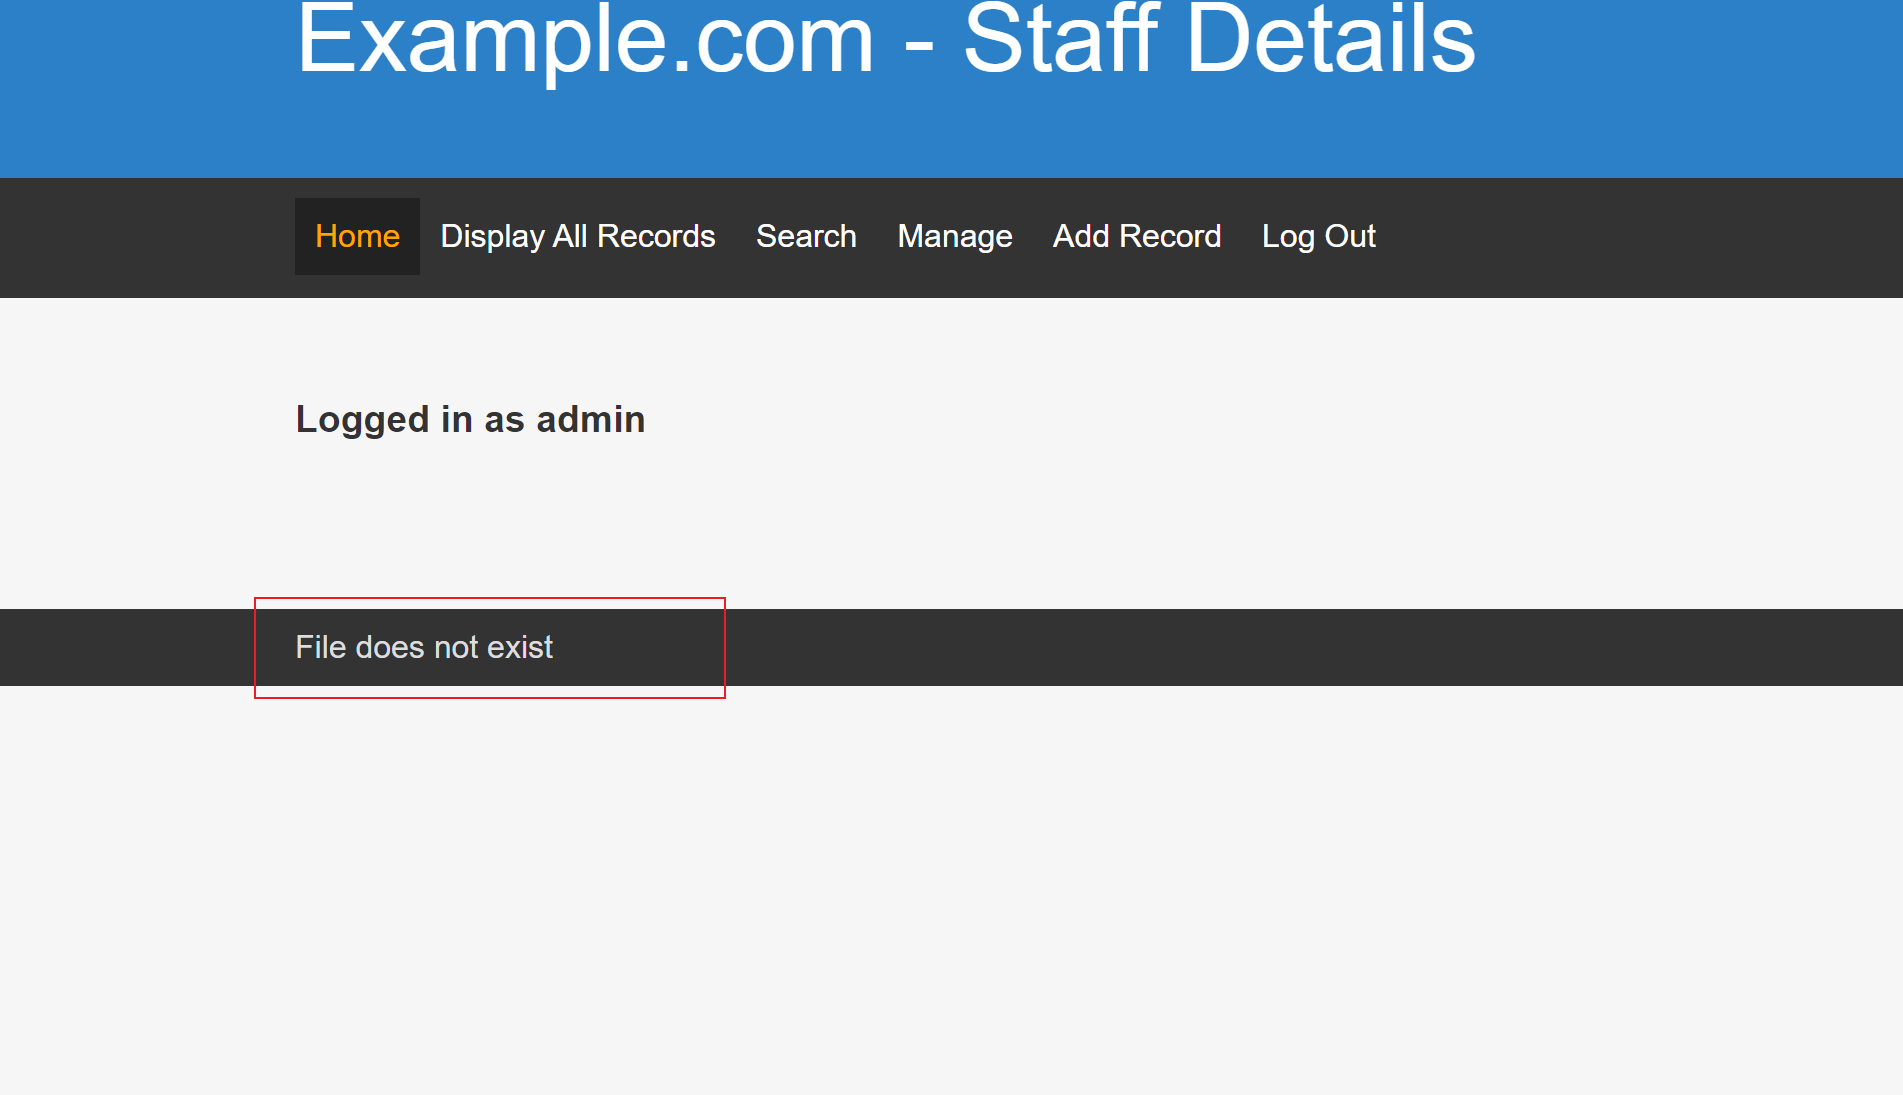 Example.com - Staff Details
Home Display All Records Search Manage Add Record Log Out
Logged in as admin
File does not exist